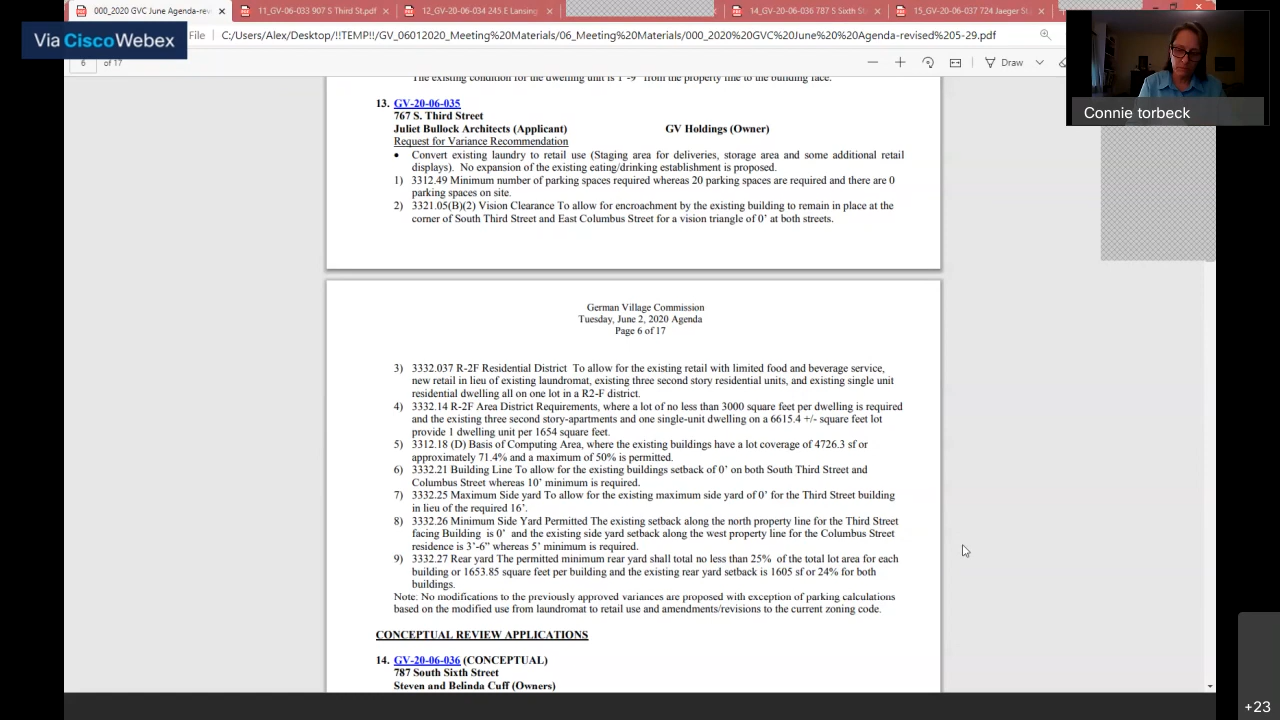 000_2020 GVC June Agenda-rev
11_GV-06-033 907 S Third St.pdf
12_GV-06-034 245 E Lansing
14_GV-20-06-036 787 S Sixth S
15_GV-20-06-037 724 Jaeger St
Via CiscoWebex
File
C:/Users/Alex/Desktop/!!TEMP!!/GV_06012020_Meeting%20Materials/06_Meeting%20Materials/000_2020%20GVC%20June%20%20Agenda-revised%205-29.pdf
6 of 17
Draw
Connie torbeck
The existing condition for the dwelling unit is 1'-9" from the property line to the building face.
13. GV-20-06-035
767 S. Third Street
Juliet Bullock Architects (Applicant) GV Holdings (Owner)
Request for Variance Recommendation
• Convert existing laundry to retail use (Staging area for deliveries, storage area and some additional retail
displays). No expansion of the existing eating/drinking establishment is proposed.
1) 3312.49 Minimum number of parking spaces required whereas 20 parking spaces are required and there are 0
parking spaces on site.
2) 3321.05(B)(2) Vision Clearance To allow for encroachment by the existing building to remain in place at the
corner of South Third Street and East Columbus Street for a vision triangle of 0' at both streets.
German Village Commission
Tuesday, June 2, 2020 Agenda
Page 6 of 17
3) 3332.037 R-2F Residential District To allow for the existing retail with limited food and beverage service,
new retail in lieu of existing laundromat, existing three second story residential units, and existing single unit
residential dwelling all on one lot in a R2-F district.
4) 3332.14 R-2F Area District Requirements, where a lot of no less than 3000 square feet per dwelling is required
and the existing three second story-apartments and one single-unit dwelling on a 6615.4 +/- square feet lot
provide 1 dwelling unit per 1654 square feet.
5) 3312.18 (D) Basis of Computing Area, where the existing buildings have a lot coverage of 4726.3 sf or
approximately 71.4% and a maximum of 50% is permitted.
6) 3332.21 Building Line To allow for the existing buildings setback of 0' on both South Third Street and
Columbus Street whereas 10' minimum is required.
7) 3332.25 Maximum Side yard To allow for the existing maximum side yard of 0' for the Third Street building
in lieu of the required 16'.
8) 3332.26 Minimum Side Yard Permitted The existing setback along the north property line for the Third Street
facing Building is 0' and the existing side yard setback along the west property line for the Columbus Street
residence is 3'-6" whereas 5' minimum is required.
9) 3332.27 Rear yard The permitted minimum rear yard shall total no less than 25% of the total lot area for each
building or 1653.85 square feet per building and the existing rear yard setback is 1605 sf or 24% for both
buildings.
Note: No modifications to the previously approved variances are proposed with exception of parking calculations
based on the modified use from laundromat to retail use and amendments/revisions to the current zoning code.
CONCEPTUAL REVIEW APPLICATIONS
14. GV-20-06-036 (CONCEPTUAL)
787 South Sixth Street
Steven and Belinda Cuff (Owners)
+23